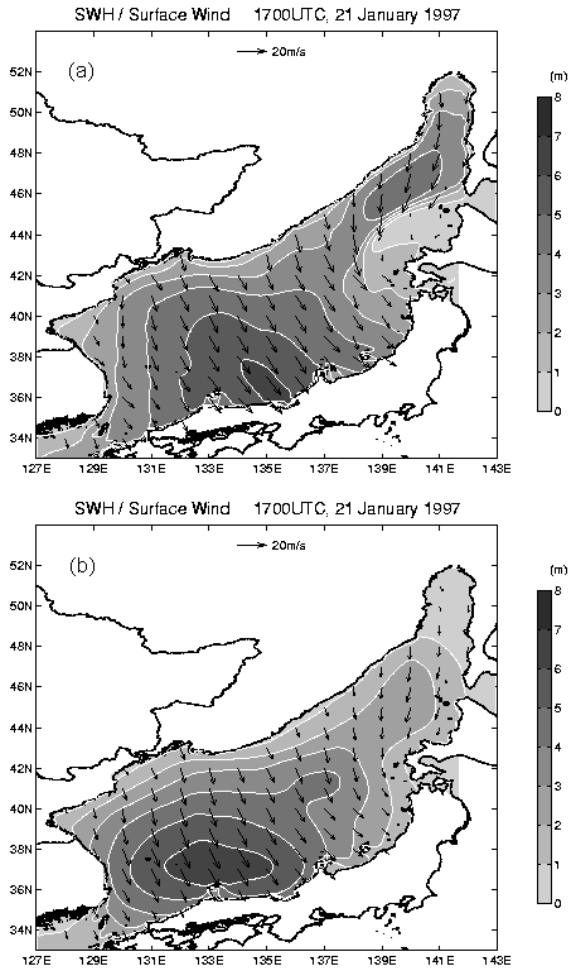 SWH / Surface Wind 1700UTC, 21 January 1997
20m/s
(a)
(m)
52N
50N
48N
46N
44N
42N
40N
38N
36N
34N
127E 129E 131E 133E 135E 137E 139E 141E 143E
8
7
6
5
4
3
2
1
0
SWH / Surface Wind 1700UTC, 21 January 1997
20m/s
(b)
(m)
52N
50N
48N
46N
44N
42N
40N
38N
36N
34N
127E 129E 131E 133E 135E 137E 139E 141E 143E
8
7
6
5
4
3
2
1
0